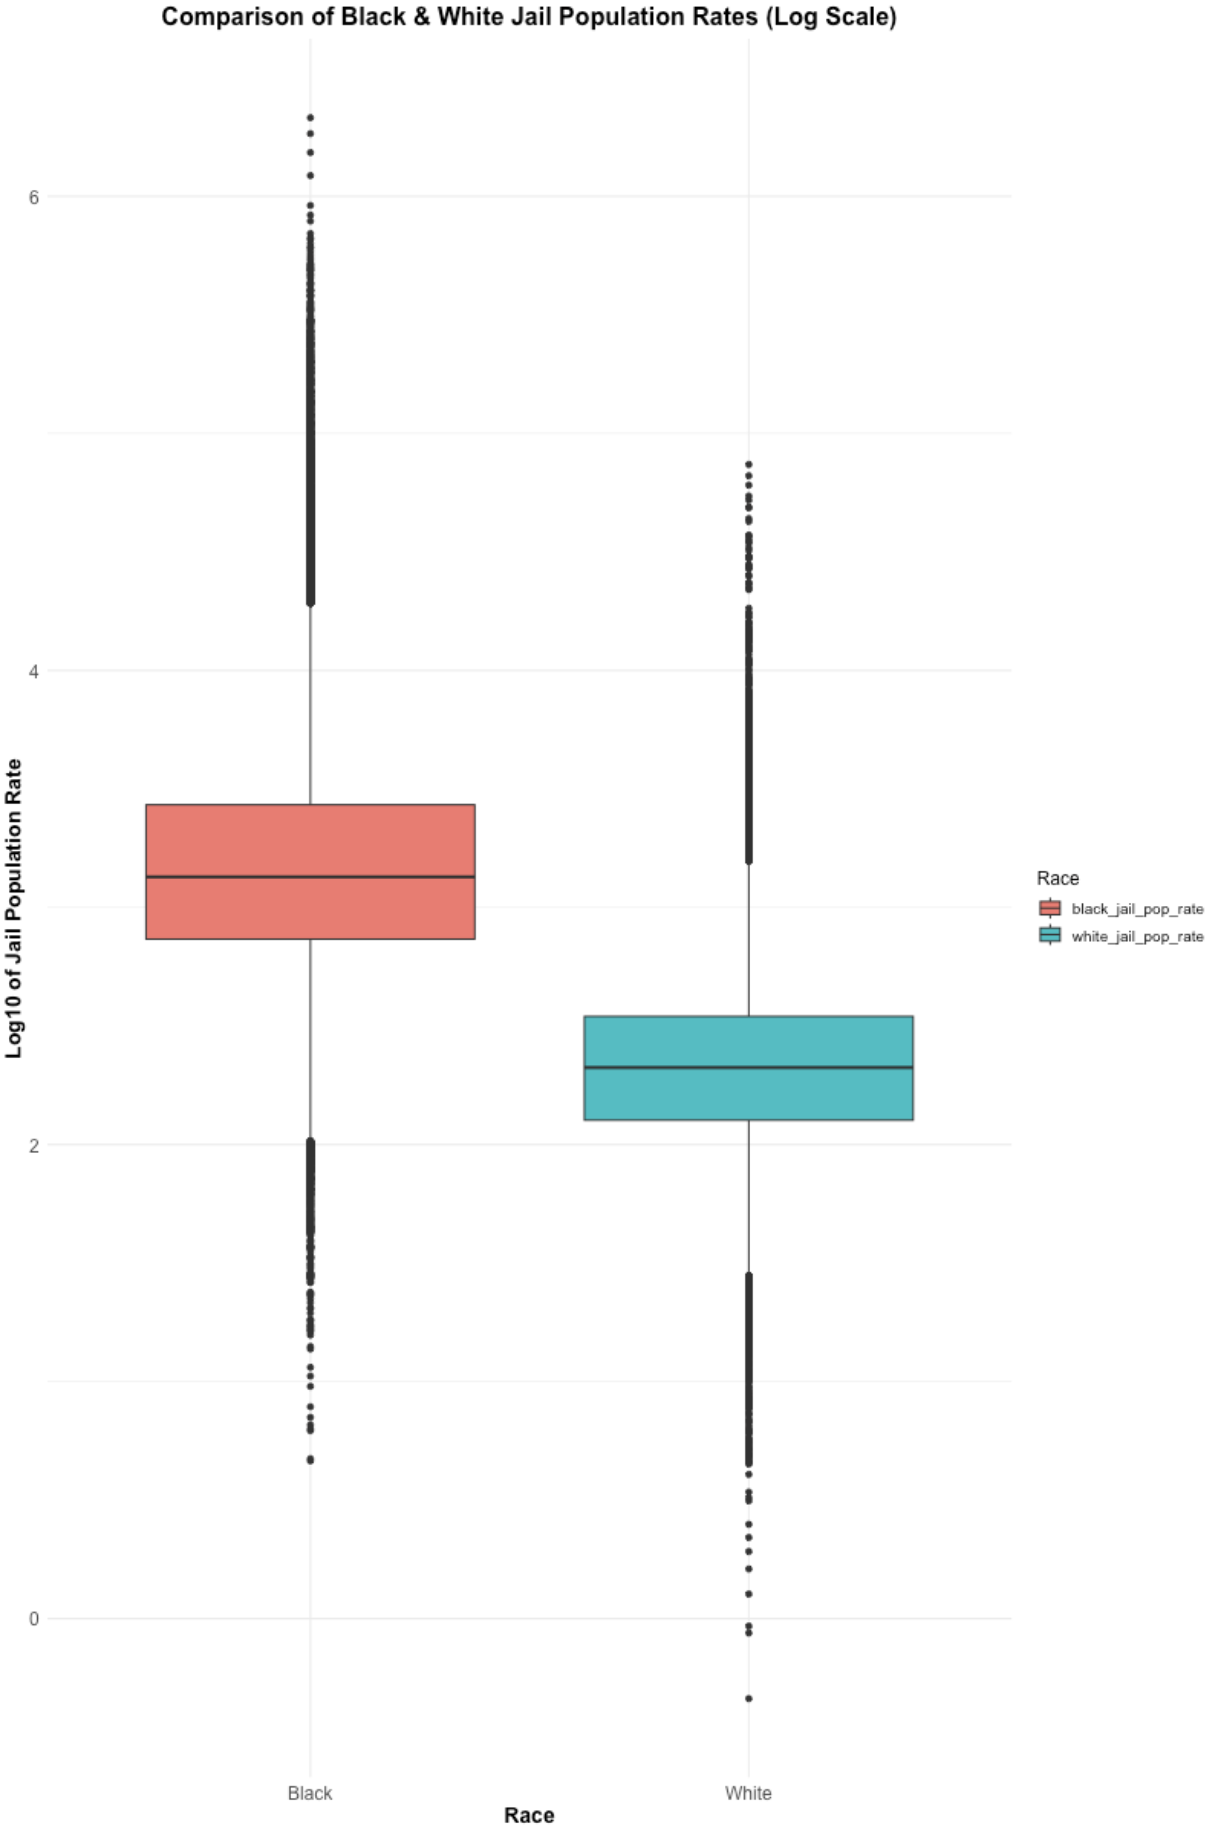 Comparison of Black & White Jail Population Rates (Log Scale)
6
4
2
0
Log10 of Jail Population Rate
Black
White
Race
Race
black_jail_pop_rate
white_jail_pop_rate